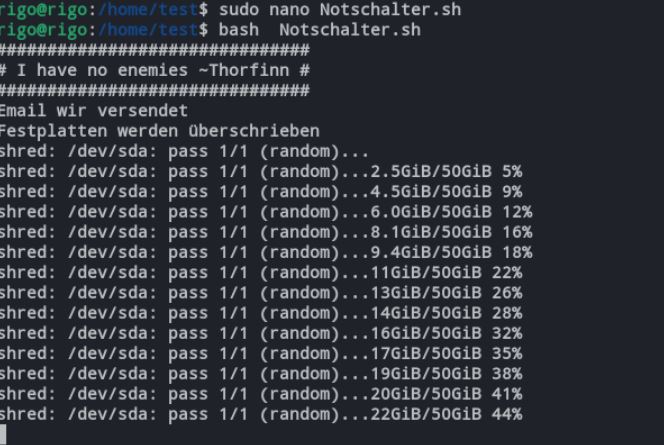 rigo@rigo:/home/test$ sudo nano Notschalter.sh
rigo@rigo:/home/test$ bash  Notschalter.sh
###############################
# I have no enemies ~Thorfinn #
###############################
Email wir versendet
Festplatten werden überschrieben
shred: /dev/sda: pass 1/1 (random)...
shred: /dev/sda: pass 1/1 (random)...2.5GiB/50GiB 5%
shred: /dev/sda: pass 1/1 (random)...4.5GiB/50GiB 9%
shred: /dev/sda: pass 1/1 (random)...6.0GiB/50GiB 12%
shred: /dev/sda: pass 1/1 (random)...8.1GiB/50GiB 16%
shred: /dev/sda: pass 1/1 (random)...9.4GiB/50GiB 18%
shred: /dev/sda: pass 1/1 (random)...11GiB/50GiB 22%
shred: /dev/sda: pass 1/1 (random)...13GiB/50GiB 26%
shred: /dev/sda: pass 1/1 (random)...14GiB/50GiB 28%
shred: /dev/sda: pass 1/1 (random)...16GiB/50GiB 32%
shred: /dev/sda: pass 1/1 (random)...17GiB/50GiB 35%
shred: /dev/sda: pass 1/1 (random)...19GiB/50GiB 38%
shred: /dev/sda: pass 1/1 (random)...20GiB/50GiB 41%
shred: /dev/sda: pass 1/1 (random)...22GiB/50GiB 44%